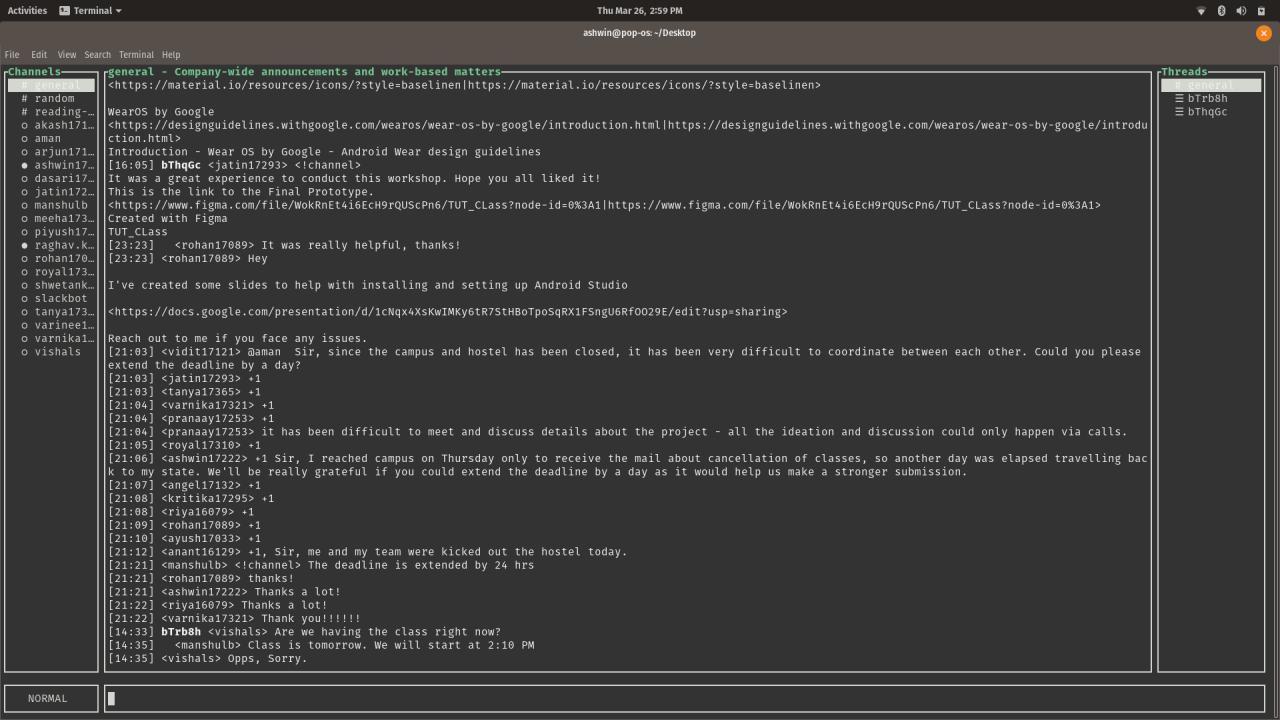 Activities
Terminal
Thu Mar 26, 2:59 PM
ashwin@pop-os: ~/Desktop
File Edit View Search Terminal Help
Channels
# general
# random
# reading-…
○ akash171…
○ aman
○ arjun171…
● ashwin17…
○ dasari17…
○ jatin172…
○ manshulb
○ meeha173…
○ piyush17…
● raghav.k…
○ rohan170…
○ royal173…
○ shwetank…
○ slackbot
○ tanya173…
○ varinee1…
○ varnika1…
○ vishals
general - Company-wide announcements and work-based matters
<https://material.io/resources/icons/?style=baselinen|https://material.io/resources/icons/?style=baselinen>
WearOS by Google
<https://designguidelines.withgoogle.com/wearos/wear-os-by-google/introduction.html|https://designguidelines.withgoogle.com/wearos/wear-os-by-google/introdu
ction.html>
Introduction - Wear OS by Google - Android Wear design guidelines
[16:05] bThqGc <jatin17293> <!channel>
It was a great experience to conduct this workshop. Hope you all liked it!
This is the link to the Final Prototype.
<https://www.figma.com/file/WokRnEt4i6EcH9rQUScPn6/TUT_CLass?node-id=0%3A1|https://www.figma.com/file/WokRnEt4i6EcH9rQUScPn6/TUT_CLass?node-id=0%3A1>
Created with Figma
TUT_CLass
[23:23]   <rohan17089> It was really helpful, thanks!
[23:23] <rohan17089> Hey
I've created some slides to help with installing and setting up Android Studio
<https://docs.google.com/presentation/d/1cNqx4XsKwIMKy6tR7StHBoTpoSqRX1FSngU6RfOO29E/edit?usp=sharing>
Reach out to me if you face any issues.
[21:03] <vidit17121> @aman  Sir, since the campus and hostel has been closed, it has been very difficult to coordinate between each other. Could you please
extend the deadline by a day?
[21:03] <jatin17293> +1
[21:03] <tanya17365> +1
[21:04] <varnika17321> +1
[21:04] <pranaay17253> +1
[21:04] <pranaay17253> it has been difficult to meet and discuss details about the project - all the ideation and discussion could only happen via calls.
[21:05] <royal17310> +1
[21:06] <ashwin17222> +1 Sir, I reached campus on Thursday only to receive the mail about cancellation of classes, so another day was elapsed travelling bac
k to my state. We'll be really grateful if you could extend the deadline by a day as it would help us make a stronger submission.
[21:07] <angel17132> +1
[21:08] <kritika17295> +1
[21:08] <riya16079> +1
[21:09] <rohan17089> +1
[21:10] <ayush17033> +1
[21:12] <anant16129> +1, Sir, me and my team were kicked out the hostel today.
[21:21] <manshulb> <!channel> The deadline is extended by 24 hrs
[21:21] <rohan17089> thanks!
[21:21] <ashwin17222> Thanks a lot!
[21:22] <riya16079> Thanks a lot!
[21:22] <varnika17321> Thank you!!!!!!
[14:33] bTrb8h <vishals> Are we having the class right now?
[14:35]   <manshulb> Class is tomorrow. We will start at 2:10 PM
[14:35] <vishals> Opps, Sorry.
Threads
# general
☰ bTrb8h
☰ bThqGc
NORMAL